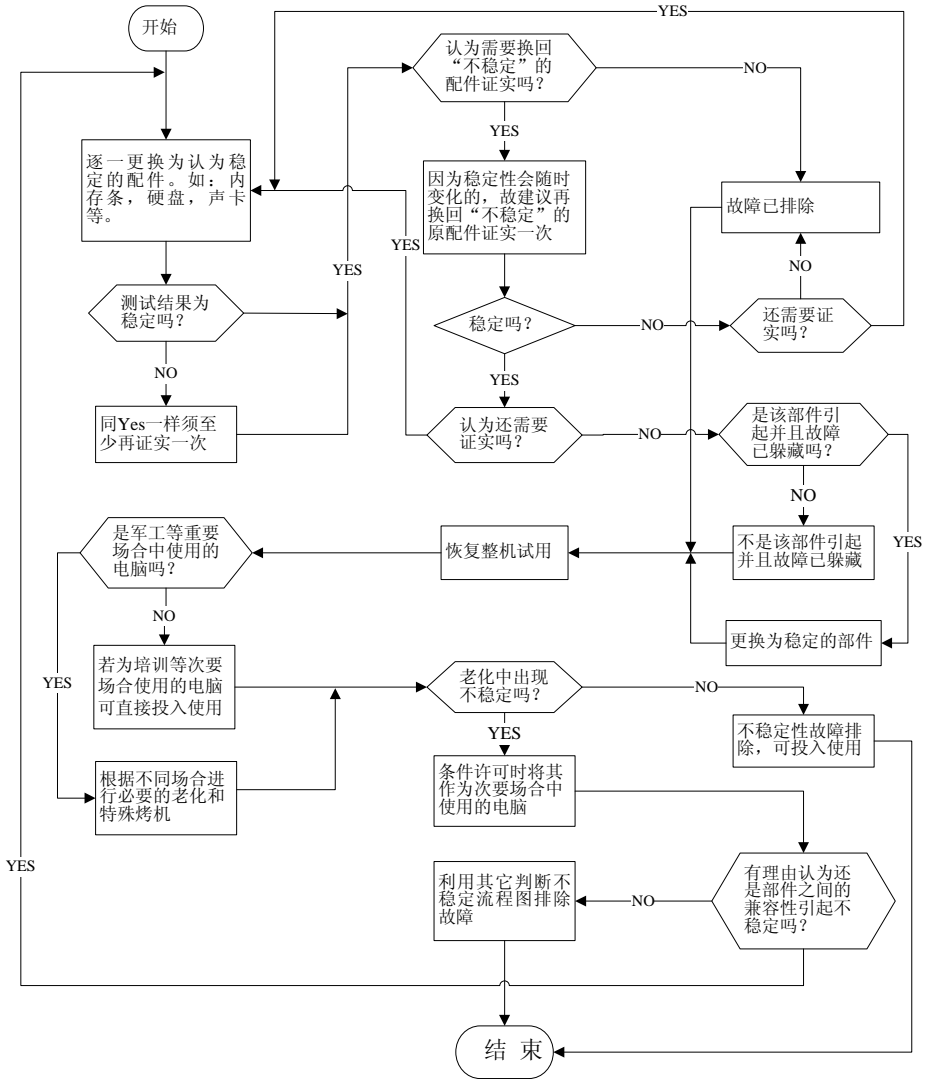 开始
YES
认为需要换回
“不稳定”的
配件证实吗？
NO
YES
逐一更换为认为稳
定的配件。如：内
存条，硬盘，声卡
等。
因为稳定性会随时
变化的，故建议再
换回“不稳定”的
原配件证实一次
故障已排除
YES
YES
NO
测试结果为
稳定吗？
稳定吗？
NO
还需要证
实吗？
NO
YES
同Yes一样须至
少再证实一次
认为还需要
证实吗？
NO
是该部件引
起并且故障
已躲藏吗？
NO
YES
是军工等重要
场合中使用的
电脑吗？
恢复整机试用
不是该部件引起
并且故障已躲藏
NO
更换为稳定的部件
YES
若为培训等次要
场合使用的电脑
可直接投入使用
老化中出现
不稳定吗？
NO
YES
不稳定性故障排
除，可投入使用
根据不同场合进
行必要的老化和
特殊烤机
条件许可时将其
作为次要场合中
使用的电脑
YES
利用其它判断不
稳定流程图排除
故障
NO
有理由认为还
是部件之间的
兼容性引起不
稳定吗？
结 束